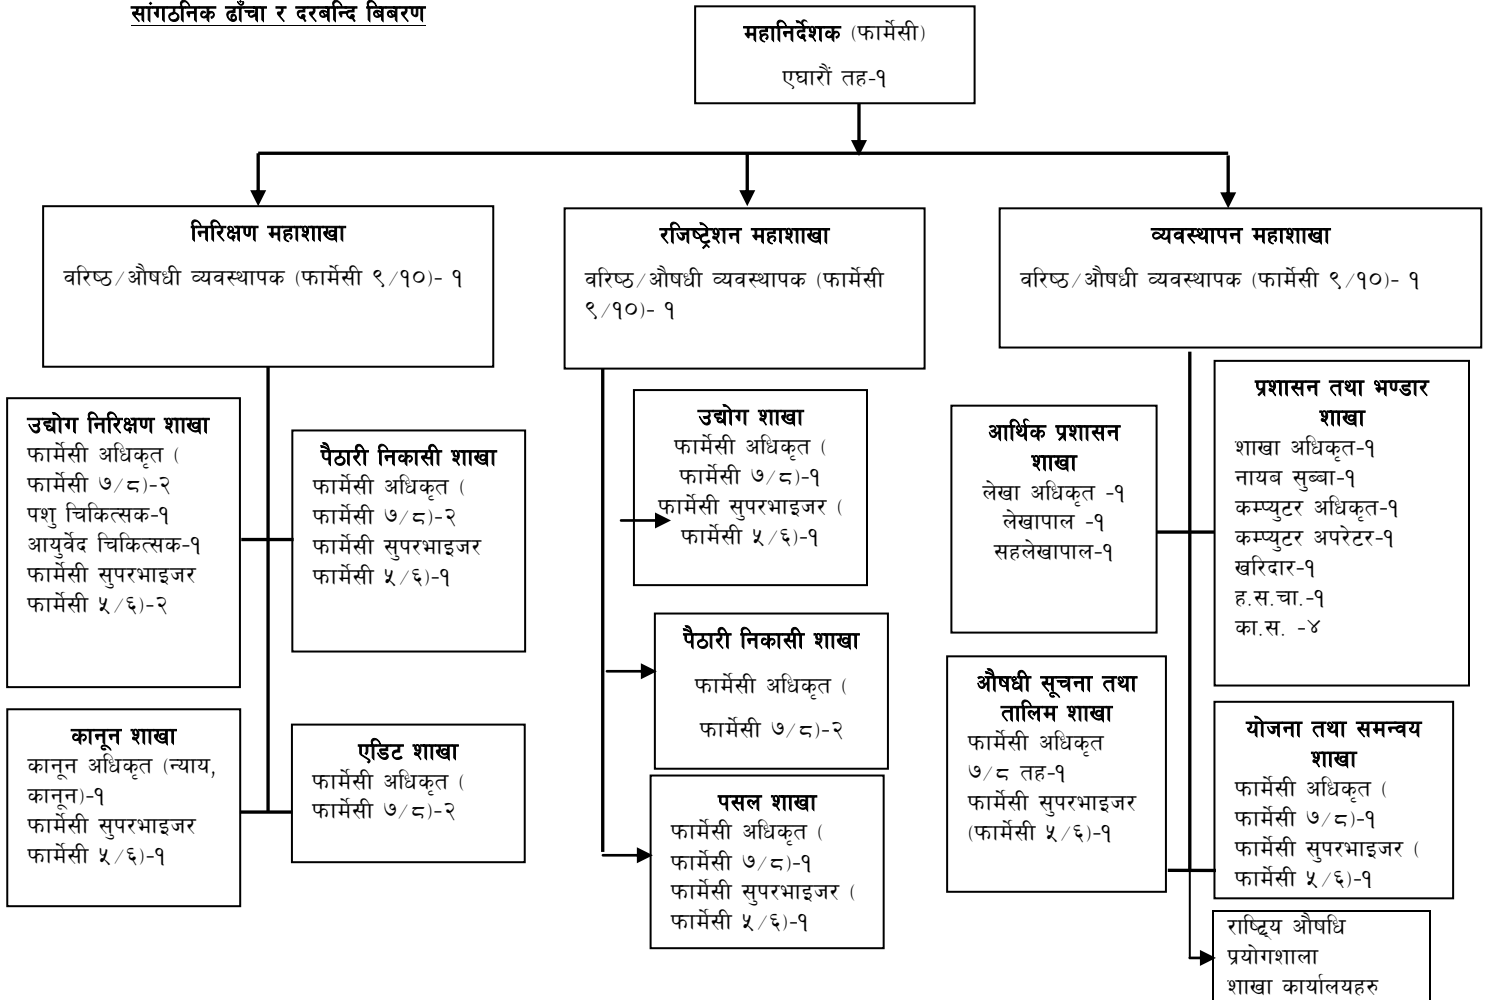 सांगठनिक ढाँचा र दरबन्दि बिबरण
महानिर्देशक (फार्मेसी)
एघारौं तह-१
निरिक्षण महाशाखा
वरिष्ठ/औषधी व्यवस्थापक (फार्मेसी ९/१०)- १
रजिष्ट्रेशन महाशाखा
वरिष्ठ/औषधी व्यवस्थापक (फार्मेसी
९/१०)- १
व्यवस्थापन महाशाखा
वरिष्ठ/औषधी व्यवस्थापक (फार्मेसी ९/१०)- १
उद्योग निरिक्षण शाखा
फार्मेसी अधिकृत (
फार्मेसी ७/८)-२
पशु चिकित्सक-१
आयुर्वेद चिकित्सक-१
फार्मेसी सुपरभाइजर
फार्मेसी ५/६)-२
पैठारी निकासी शाखा
फार्मेसी अधिकृत (
फार्मेसी ७/८)-२
फार्मेसी सुपरभाइजर
फार्मेसी ५/६)-१
कानून शाखा
कानून अधिकृत (न्याय,
कानून)-१
फार्मेसी सुपरभाइजर
फार्मेसी ५/६)-१
एडिट शाखा
फार्मेसी अधिकृत (
फार्मेसी ७/८)-२
उद्योग शाखा
फार्मेसी अधिकृत (
फार्मेसी ७/८)-१
फार्मेसी सुपरभाइजर (
फार्मेसी ५/६)-१
पैठारी निकासी शाखा
फार्मेसी अधिकृत (
फार्मेसी ७/८)-२
पसल शाखा
फार्मेसी अधिकृत (
फार्मेसी ७/८)-१
फार्मेसी सुपरभाइजर (
फार्मेसी ५/६)-१
आर्थिक प्रशासन
शाखा
लेखा अधिकृत -१
लेखापाल -१
सहलेखापाल-१
प्रशासन तथा भण्डार
शाखा
शाखा अधिकृत-१
नायब सुब्बा-१
कम्प्युटर अधिकृत-१
कम्प्युटर अपरेटर-१
खरिदार-१
ह.स.चा.-१
का.स. -४
औषधी सूचना तथा
तालिम शाखा
फार्मेसी अधिकृत
७/८ तह-१
फार्मेसी सुपरभाइजर
(फार्मेसी ५/६)-१
योजना तथा समन्वय
शाखा
फार्मेसी अधिकृत (
फार्मेसी ७/८)-१
फार्मेसी सुपरभाइजर (
फार्मेसी ५/६)-१
राष्ट्रिय औषधि
प्रयोगशाला
शाखा कार्यालयहरु